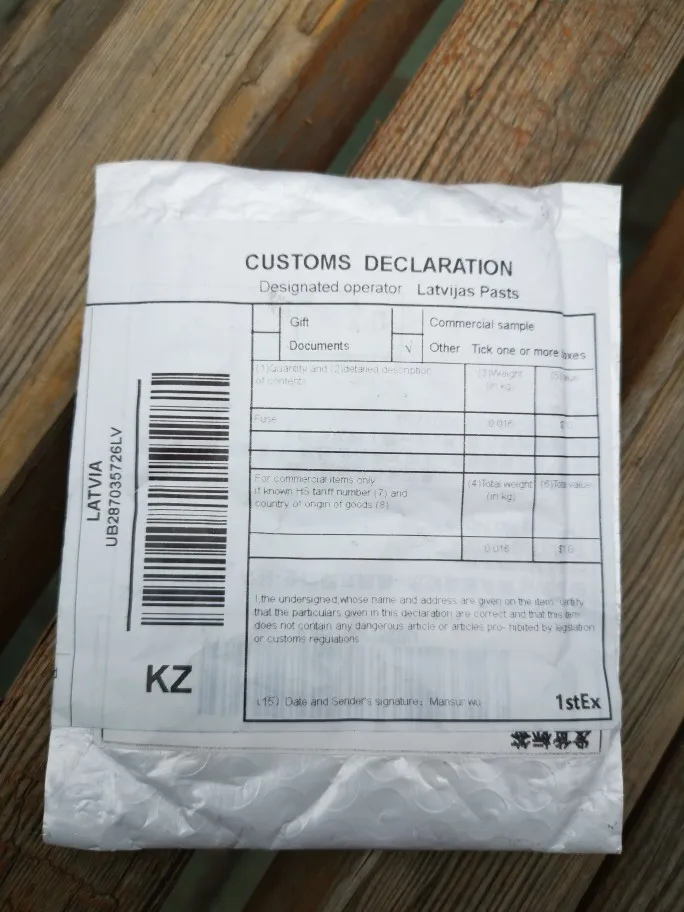 CUSTOMS DECLARATION
Designated operator Latvijas Pasts
Gift
Commercial sample
Documents
√ Other Tick one or more boxes
(1)Quantity and (2)detailed description
of contents
(3)Weight
(in kg)
Fuse
0.016
For commercial items only
If known HS tariff number (7) and
country of origin of goods (8)
(4)Total weight
(in kg)
(6)Total value
0.016
I,the undersigned,whose name and address are given on the item, certify
that the particulars given in this declaration are correct and that this item
does not contain any dangerous article or articles pro- hibited by legislation
or customs regulations
(15) Date and Sender's signature: Mansur wu
1stEx
LATVIA
UB287035726LV
KZ